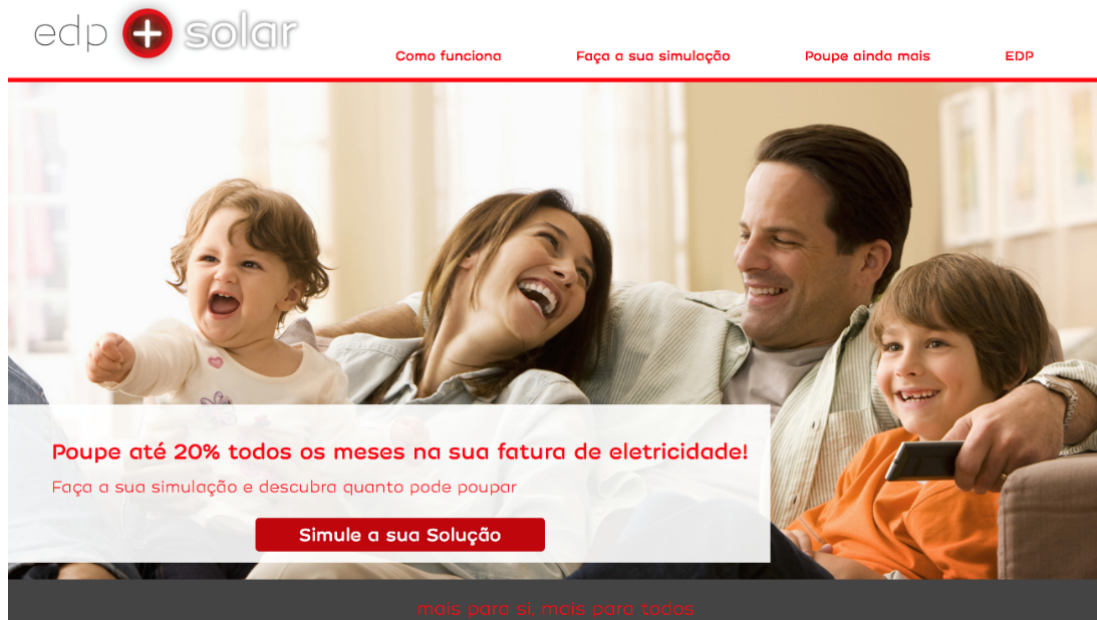 edp + solar
Como funciona Faça a sua simulação Poupe ainda mais EDP
Poupe até 20% todos os meses na sua fatura de eletricidade!
Faça a sua simulação e descubra quanto pode poupar
Simule a sua Solução
mais para si, mais para todos